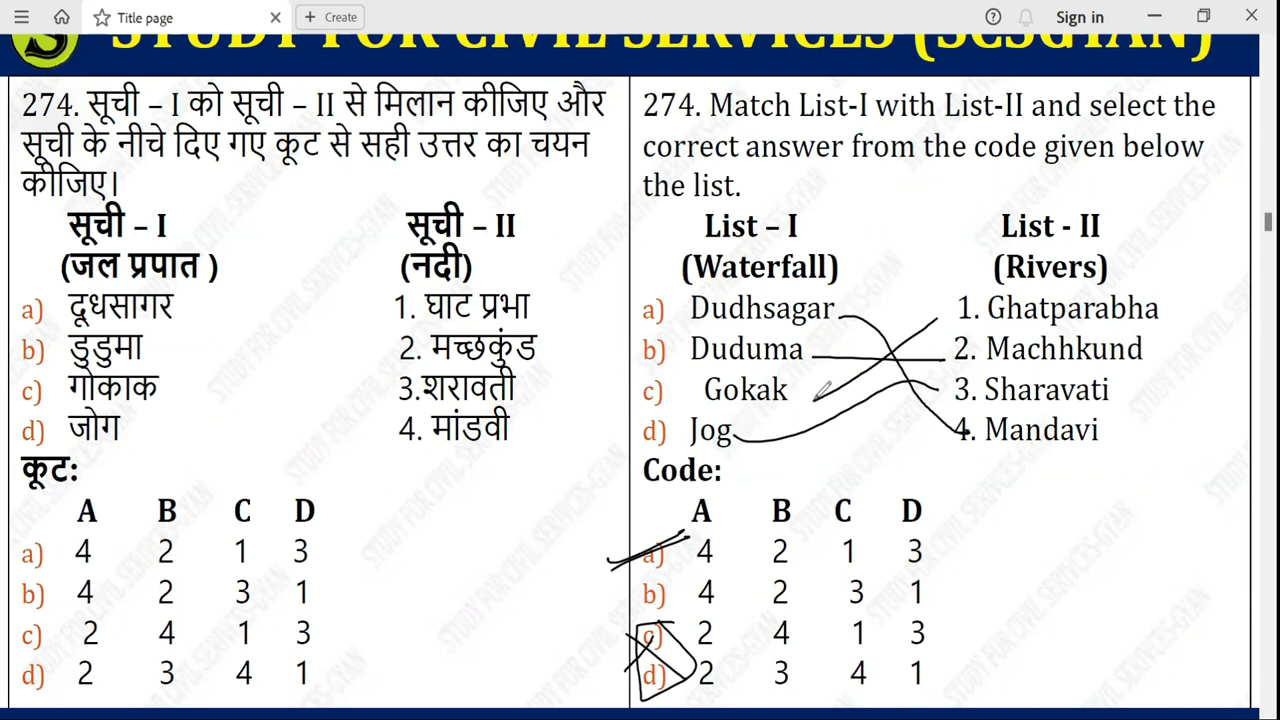 Title page
Create
Sign in
STUDY FOR CIVIL SERVICES (SCSGYAN)
274. सूची – I को सूची – II से मिलान कीजिए और
सूची के नीचे दिए गए कूट से सही उत्तर का चयन
कीजिए।
सूची – I सूची – II
(जल प्रपात ) (नदी)
a) दूधसागर 1. घाट प्रभा
b) डुडुमा 2. मच्छकुंड
c) गोकाक 3.शरावती
d) जोग 4. मांडवी
कूटः
A B C D
a) 4 2 1 3
b) 4 2 3 1
c) 2 4 1 3
d) 2 3 4 1
274. Match List-I with List-II and select the
correct answer from the code given below
the list.
List – I List - II
(Waterfall) (Rivers)
a) Dudhsagar 1. Ghatparabha
b) Duduma 2. Machhkund
c) Gokak 3. Sharavati
d) Jog 4. Mandavi
Code:
A B C D
a) 4 2 1 3
b) 4 2 3 1
c) 2 4 1 3
d) 2 3 4 1